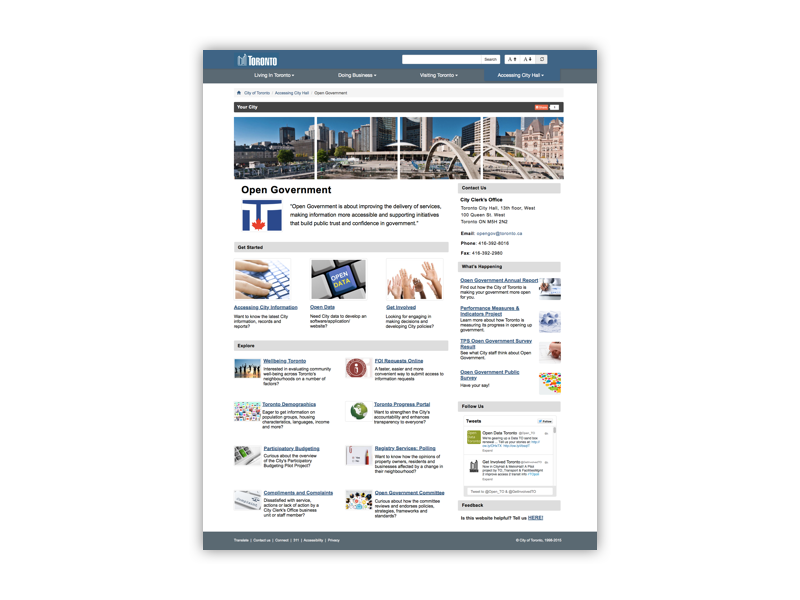 TORONTO
Search A A
Living In Toronto Doing Business Visiting Toronto Accessing City Hall
City of Toronto Accessing City Hall Open Government
Your City
Open Government
"Open Government is about improving the delivery of services,
making information more accessible and supporting initiatives
that build public trust and confidence in government."
Get Started
OPEN
DATA
Accessing City Information
Want to know the latest City
information, records and
reports?
Open Data
Need City data to develop an
software/application/
website?
Get Involved
Looking for engaging in
making decisions and
developing City policies?
Explore
Wellbeing Toronto
Interested in evaluating community
well-being across Toronto's
neighbourhoods on a number of
factors?
FOI Requests Online
A faster, easier and more
convenient way to submit access to
information requests
Toronto Demographics
Eager to get information on
population groups, housing
characteristics, languages, income
and more?
Toronto Progress Portal
Want to strengthen the City's
accountability and enhances
transparency to everyone?
Participatory Budgeting
Curious about the overview
of the City's Participatory
Budgeting Pilot Project?
Registry Services: Polling
Want to know how the opinions of
property owners, residents and
businesses affected by a change in
their neighbourhood?
Compliments and Complaints
Dissatisfied with service,
actions or lack of action by a
City Clerk's Office business
unit or staff member?
Open Government Committee
Curious about how the committee
reviews and endorses policies,
strategies, frameworks and
standards?
Contact Us
City Clerk's Office
Toronto City Hall, 13th floor, West
100 Queen St. West
Toronto ON M5H 2N2
Email: opengov@toronto.ca
Phone: 416-392-8016
Fax: 416-392-2980
What's Happening
Open Government Annual Report
Find out how the City of Toronto is
making your government more open
for you.
Performance Measures &
Indicators Project
Learn more about how Toronto is
measuring its progress in opening up
government.
TPS Open Government Survey
Result
See what City staff think about Open
Government.
Open Government Public
Survey
Have your say!
Follow Us
Tweets Follow
Open Data Toronto @Open_TO
Expand
Get Involved Toronto
Expand
Tweet to @Open_TO & @GetInvolvedTO
Feedback
Is this website helpful? Tell us HERE!
Translate | Contact us | Connect | 311 | Accessibility | Privacy
© City of Toronto, 1998-2015